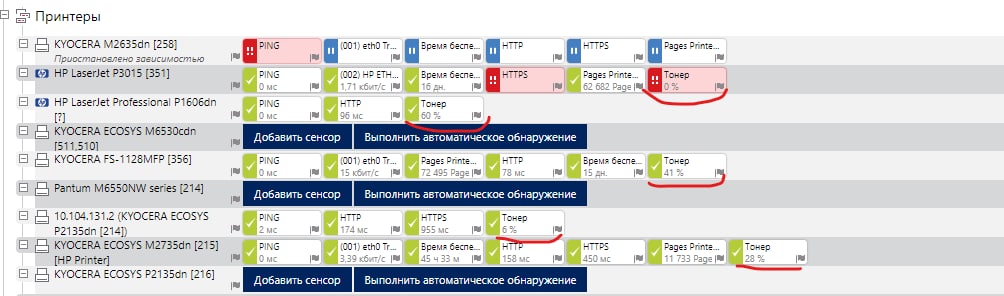 Принтеры
KYOCERA M2635dn [258]
Приостановлено зависимостью
PING
(001) eth0 Tr...
Время беспе...
HTTP
HTTPS
Pages Printe...
HP LaserJet P3015 [351]
PING
0 мс
(002) HP ETH...
1,71 кбит/с
Время беспе...
16 дн.
HTTPS
Pages Printe...
62 682 Page
Тонер
0 %
HP LaserJet Professional P1606dn
[?]
PING
0 мс
HTTP
96 мс
Тонер
60 %
KYOCERA ECOSYS M6530cdn
[511,510]
Добавить сенсор
Выполнить автоматическое обнаружение
KYOCERA FS-1128MFP [356]
PING
0 мс
(001) eth0 Tr...
15 кбит/с
Pages Printe...
72 495 Page
HTTP
78 мс
Время беспе...
15 дн.
Тонер
41 %
Pantum M6550NW series [214]
Добавить сенсор
Выполнить автоматическое обнаружение
10.104.131.2 (KYOCERA ECOSYS
P2135dn [214])
PING
2 мс
HTTP
174 мс
HTTPS
955 мс
Тонер
6 %
KYOCERA ECOSYS M2735dn [215]
[HP Printer]
PING
0 мс
(001) eth0 Tr...
3,39 кбит/с
Время беспе...
45 ч 33 м
HTTP
158 мс
HTTPS
450 мс
Pages Printe...
11 733 Page
Тонер
28 %
KYOCERA ECOSYS P2135dn [216]
Добавить сенсор
Выполнить автоматическое обнаружение